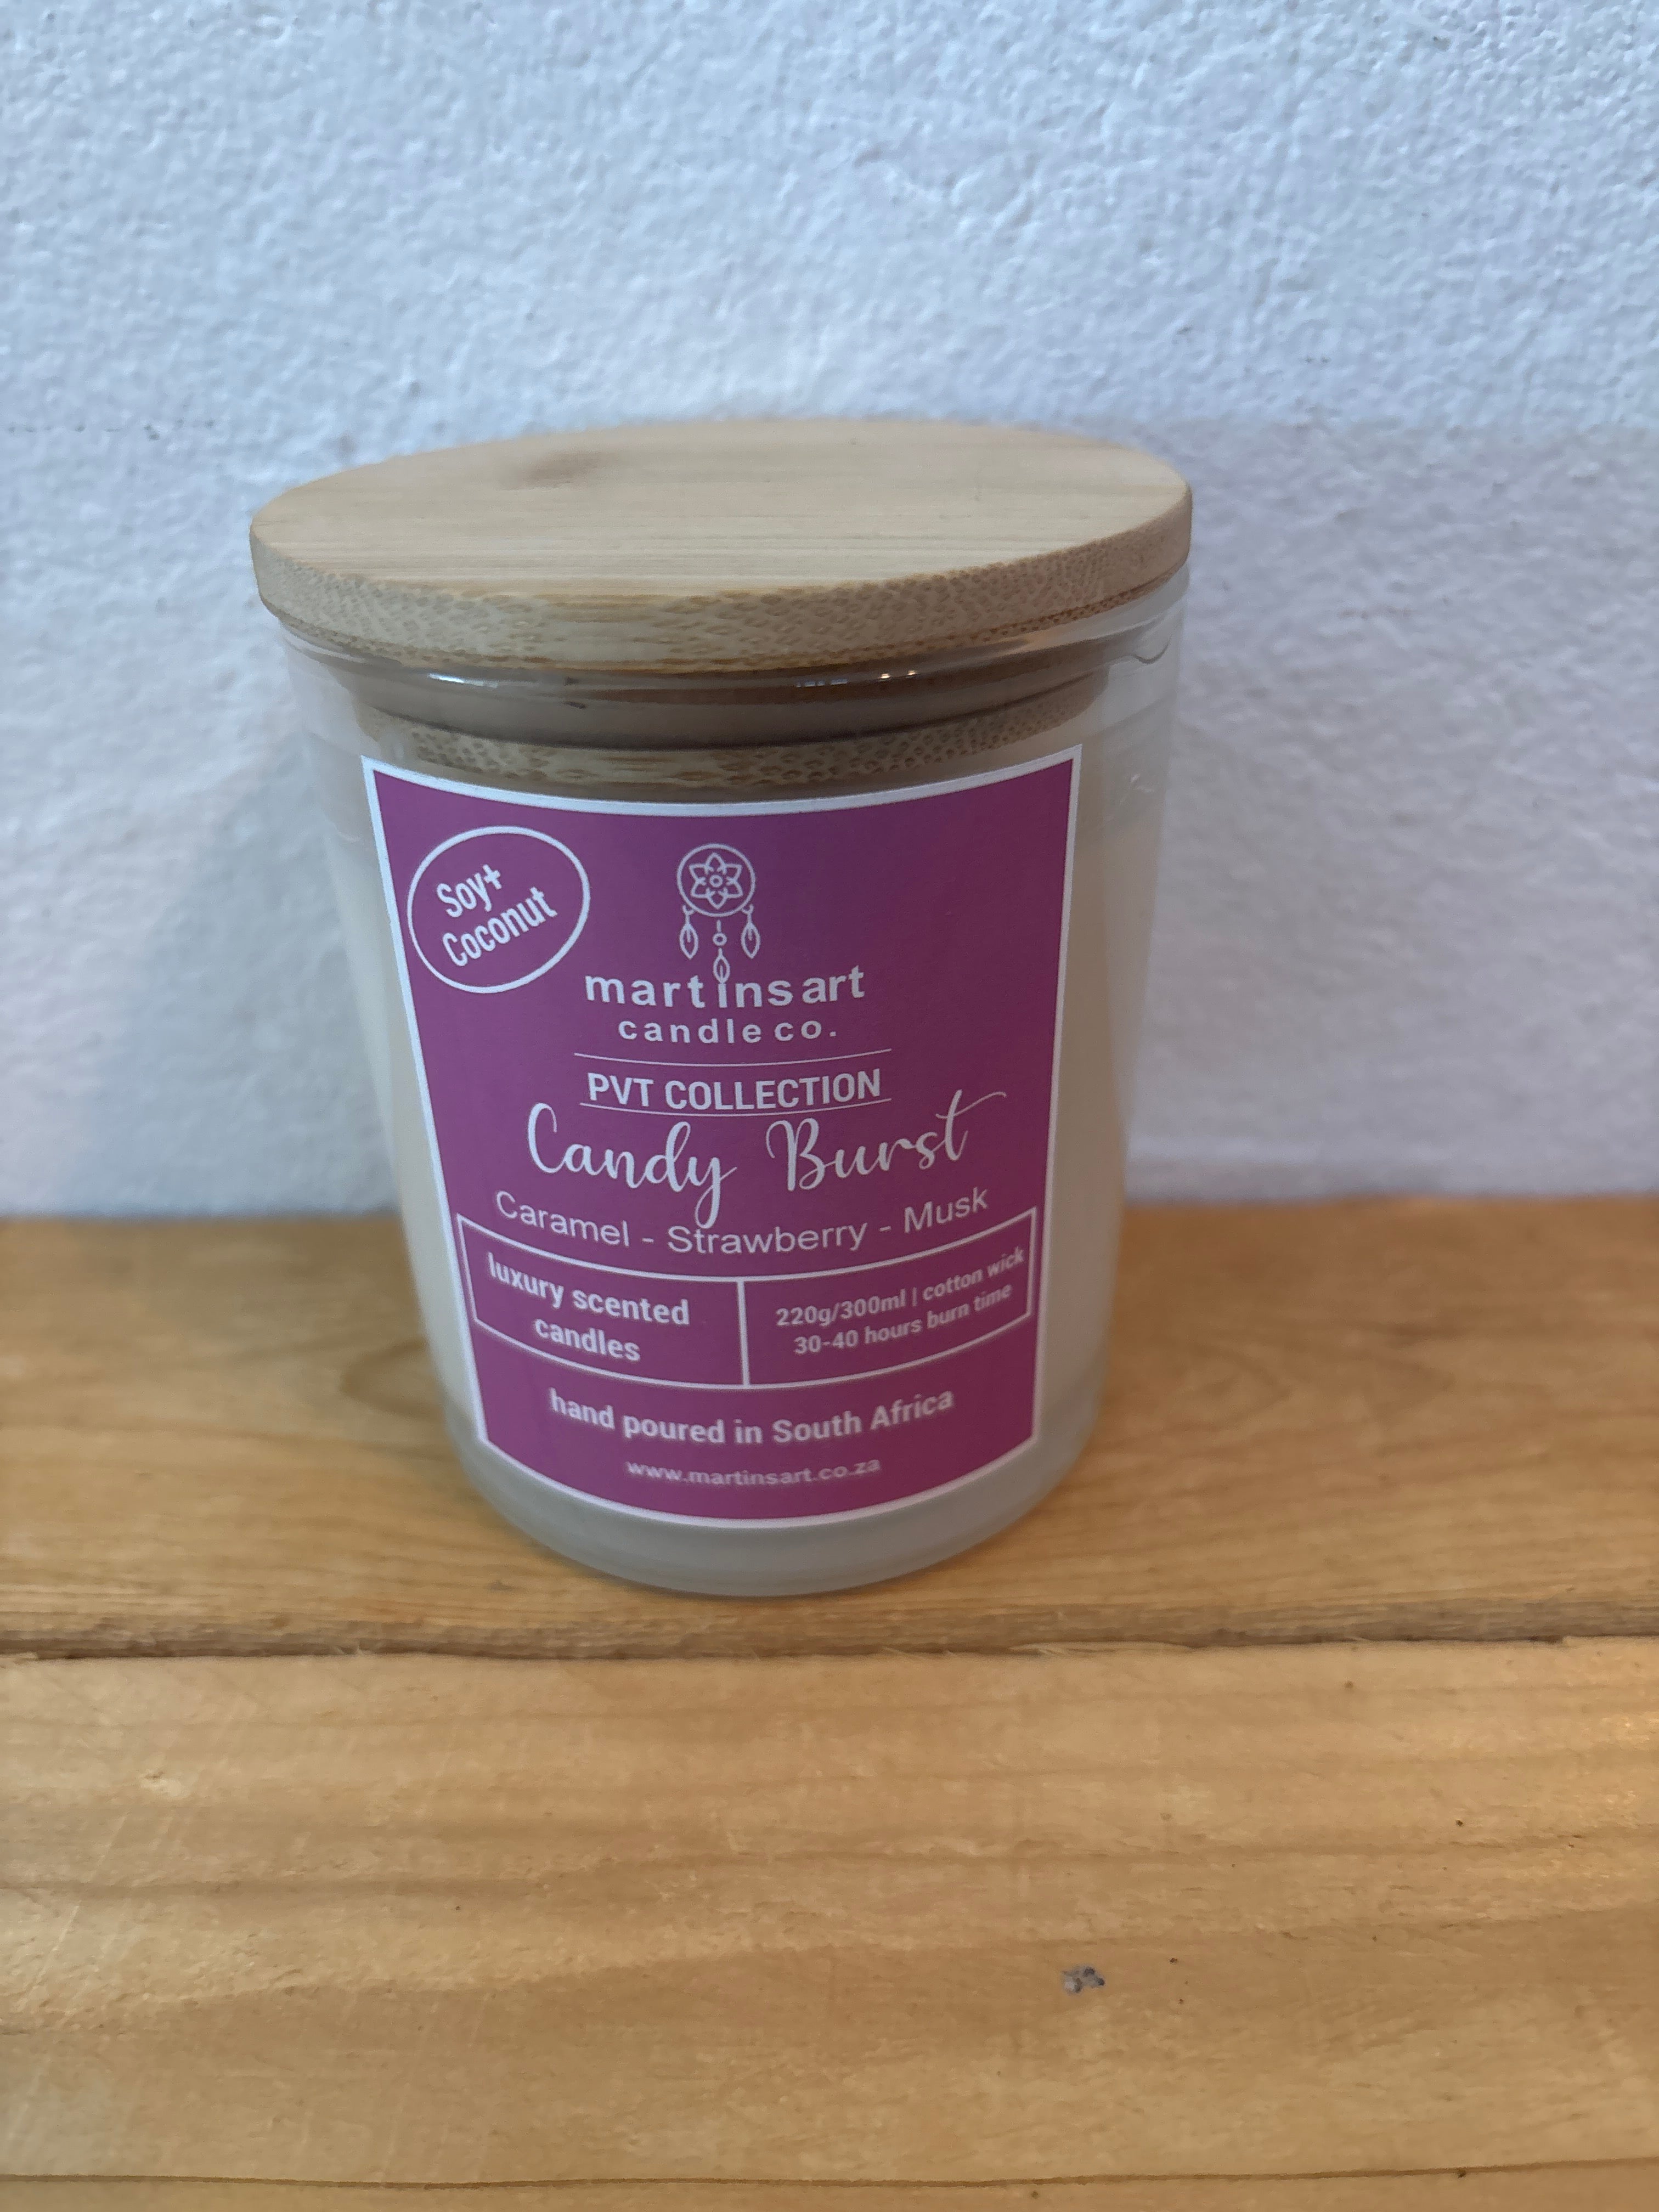 Soy+
Coconut
martinsart
candle co.
PVT COLLECTION
Candy Burst
Caramel - Strawberry - Musk
luxury scented
candles
220g/300ml | cotton wick
30-40 hours burn time
hand poured in South Africa
www.martinsart.co.za